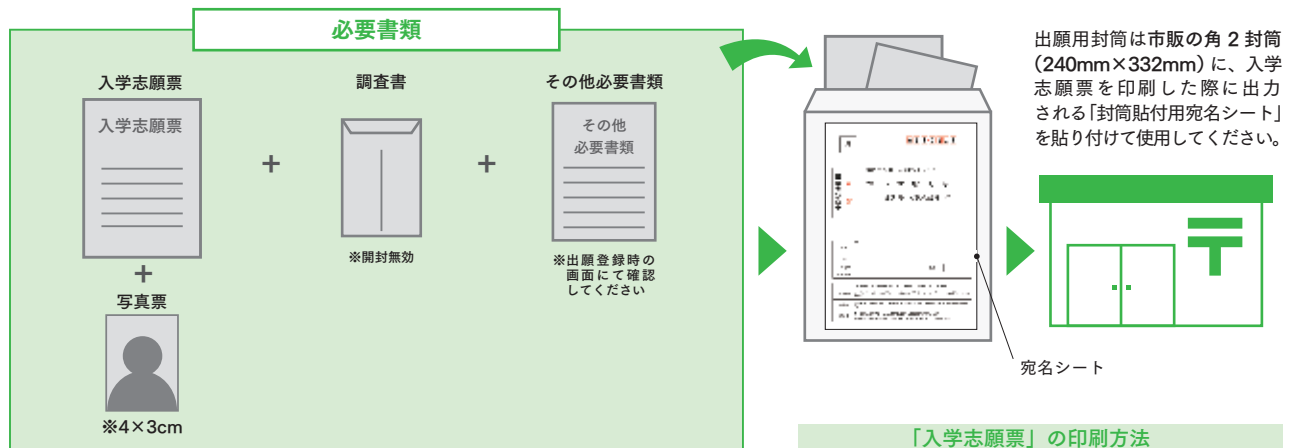 必要書類
入学志願票
入学志願票
+
写真票
※4×3cm
+
調査書
※開封無効
+
その他必要書類
その他
必要書類
※出願登録時の
画面にて確認
してください
出願用封筒は市販の角2封筒
(240mm×332mm)に、入学
志願票を印刷した際に出力
される「封筒貼付用宛名シート」
を貼り付けて使用してください。
〒
宛名シート
「入学志願票」の印刷方法